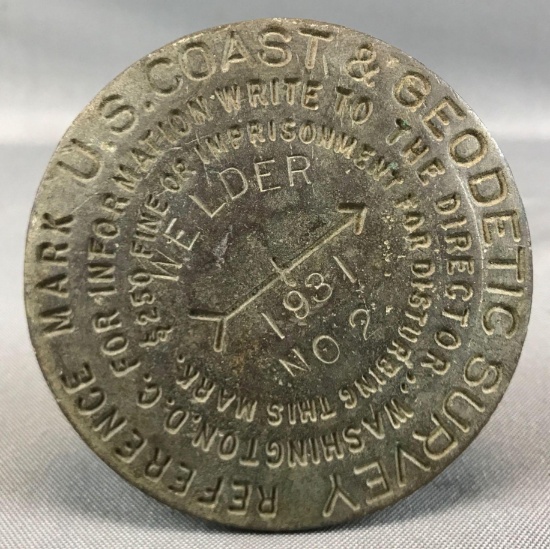 U.S. COAST & GEODETIC SURVEY
REFERENCE MARK
FOR INFORMATION WRITE TO THE DIRECTOR, WASHINGTON, D.C.
$250 FINE OR IMPRISONMENT FOR DISTURBING THIS MARK.
WELDER
1931
NO 2